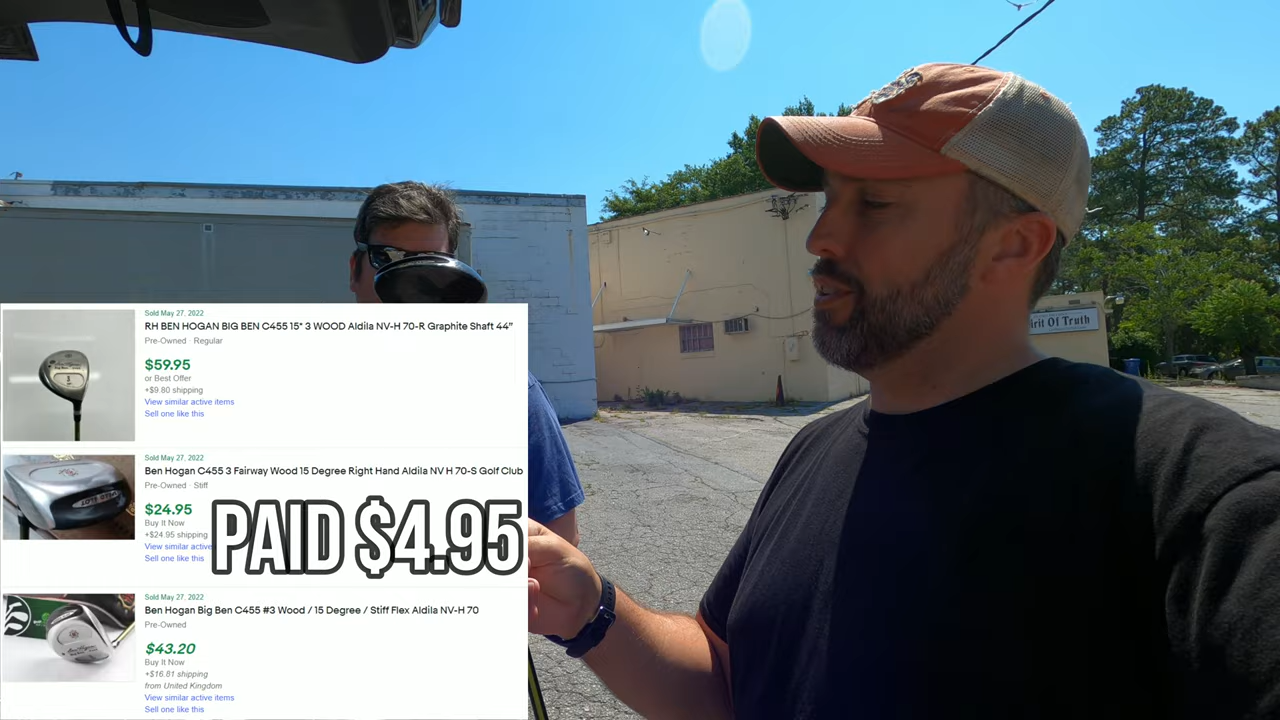 Sold May 27, 2022
RH BEN HOGAN BIG BEN C455 15° 3 WOOD Aldila NV-H 70-R Graphite Shaft 44”
Pre-Owned · Regular
$59.95
or Best Offer
+$9.80 shipping
View similar active items
Sell one like this
Sold May 27, 2022
Ben Hogan C455 3 Fairway Wood 15 Degree Right Hand Aldila NV H 70-S Golf Club
Pre-Owned · Stiff
$24.95
Buy It Now
+$24.95 shipping
View similar active
Sell one like this
PAID $4.95
Sold May 27, 2022
Ben Hogan Big Ben C455 #3 Wood / 15 Degree / Stiff Flex Aldila NV-H 70
Pre-Owned
$43.20
Buy It Now
+$16.81 shipping
from United Kingdom
View similar active items
Sell one like this
irit Of Truth